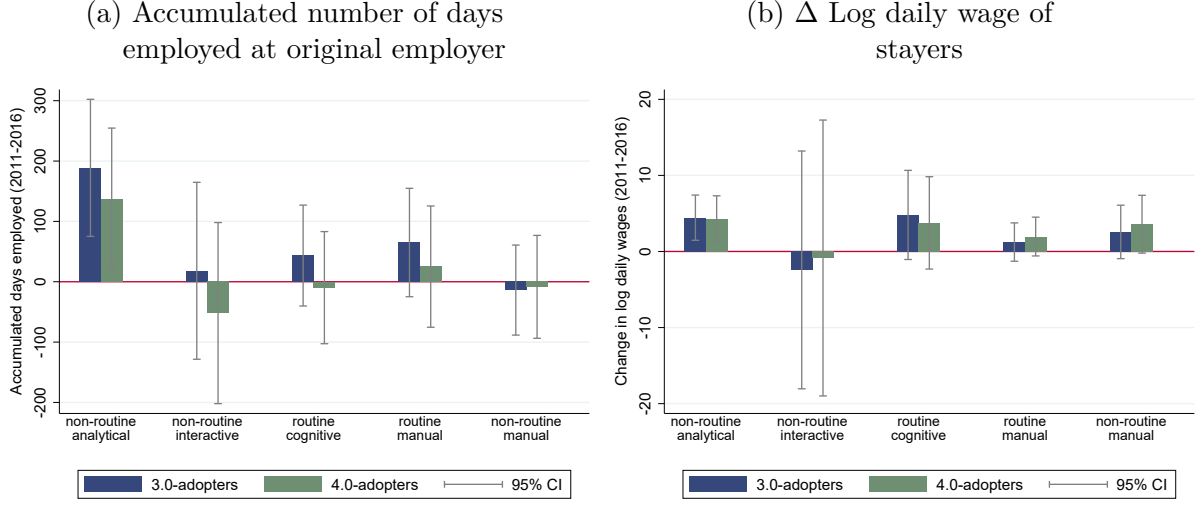 (a) Accumulated number of days
employed at original employer
Accumulated days employed (2011-2016)
300
200
100
0
-100
-200
non-routine
analytical
non-routine
interactive
routine
cognitive
routine
manual
non-routine
manual
3.0-adopters
4.0-adopters
95% CI
(b) Δ Log daily wage of
stayers
Change in log daily wages (2011-2016)
20
10
0
-10
-20
non-routine
analytical
non-routine
interactive
routine
cognitive
routine
manual
non-routine
manual
3.0-adopters
4.0-adopters
95% CI